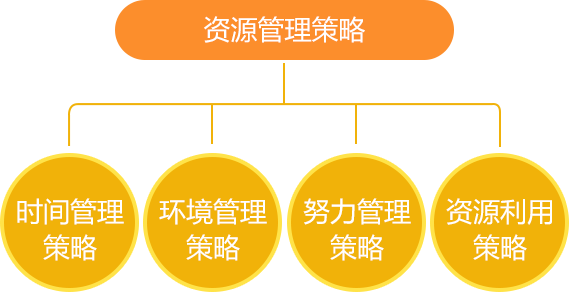 资源管理策略
时间管理
策略
环境管理
策略
努力管理
策略
资源利用
策略